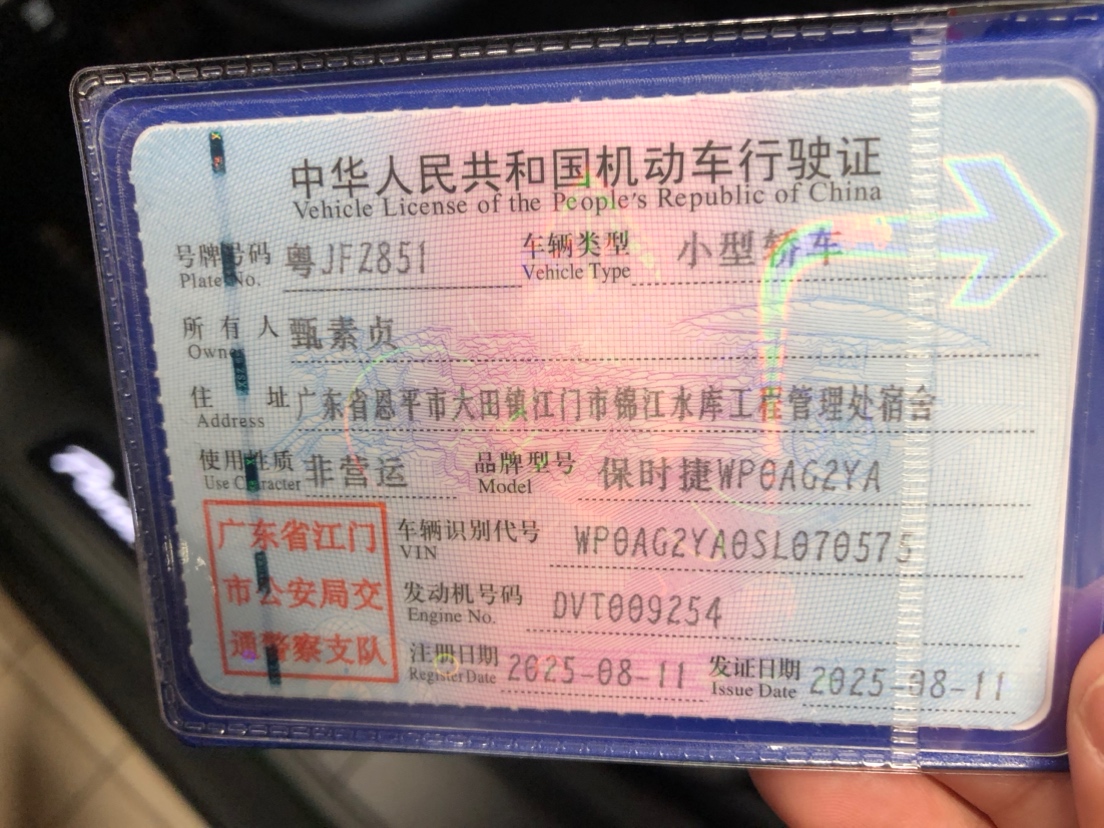 中华人民共和国机动车行驶证
Vehicle License of the People's Republic of China
号牌号码 粤JFZ851 车辆类型 小型轿车
Plate No. Vehicle Type
所有人 甄素贞
Owner
住址 广东省恩平市大田镇江门市锦江水库工程管理处宿舍
Address
使用性质 非营运 品牌型号 保时捷WP0AG2YA
Use Character Model
广东省江门
市公安局交
通警察支队
车辆识别代号 WP0AG2YA0SL070575
VIN
发动机号码 DVT009254
Engine No.
注册日期 2025-08-11 发证日期 2025-08-11
Register Date Issue Date